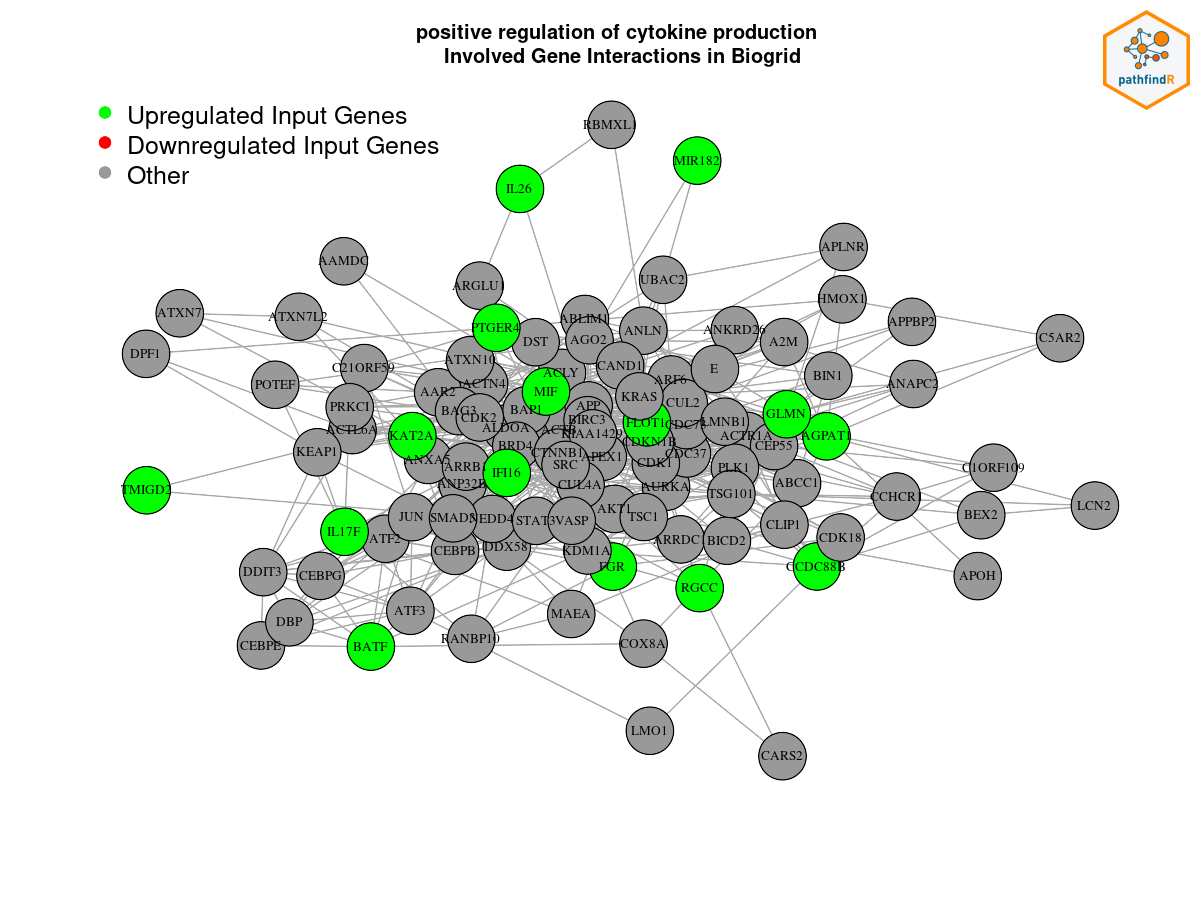 positive regulation of cytokine production
Involved Gene Interactions in Biogrid
pathfindR
Upregulated Input Genes
Downregulated Input Genes
Other
RBMXL1
MIR182
IL26
APLNR
AAMDC
UBAC2
ARGLU1
HMOX1
ATXN7
ATXN7L2
ABLIM1
APPBP2
PTGER4
ANLN
ANKRD26
C5AR2
DST
AGO2
A2M
DPF1
ATXN10
C21ORF59
CAND1
E
ACLY
BIN1
ARF6
POTEF
ACTN4
ANAPC2
AAR2
MIF
KRAS
CUL2
PRKCI
BAG3
BAP1
APP
CDK2
BIRC3
GLMN
FLOT1
LMNB1
ALDOA
ACTL6A
KIAA1429
KAT2A
ACTR1A
AGPAT1
CDKN1B
BRD4
CEP55
KEAP1
CTNNB1
APEX1
CDC37
ANXA5
ARRB1
SRC
CDK1
PLK1
C1ORF109
IFI16
ANP32B
CUL4A
AURKA
ABCC1
TMIGD2
TSG101
CCHCR1
LCN2
AKT1
BEX2
JUN
SMAD5
NEDD4
STAT3
VASP
TSC1
CLIP1
IL17F
ATF2
CDK18
ARRDC
BICD2
DDX58
CEBPB
KDM1A
FGR
CCDC88B
DDIT3
CEBPG
APOH
RGCC
ATF3
MAEA
DBP
RANBP10
CEBPE
BATF
COX8A
LMO1
CARS2